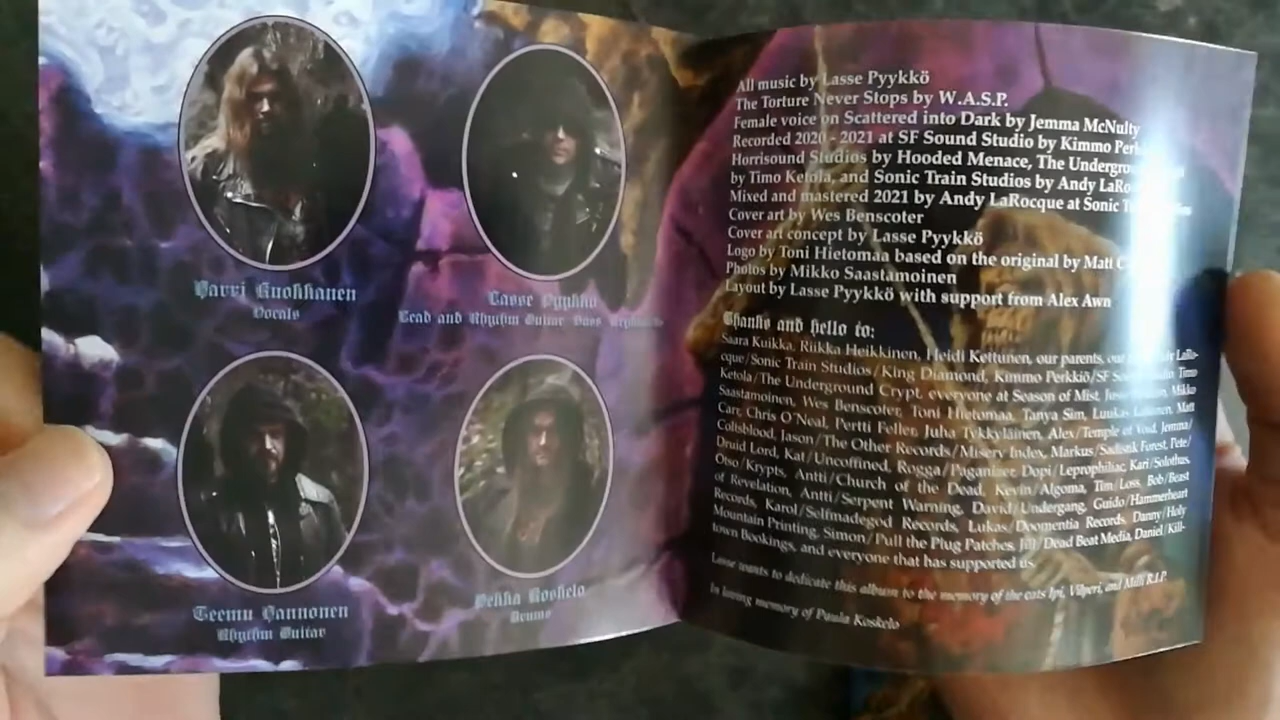 Harri Kuokkanen
Vocals
Lasse Pyykkö
Lead and Rhythm Guitar Bass
Teemu Hannonen
Rhythm Guitar
Pekka Koskelo
Drums
All music by Lasse Pyykkö
The Torture Never Stops by W.A.S.P.
Female voice on Scattered into Dark by Jemma McNulty
Recorded 2020 - 2021 at SF Sound Studio by Kimmo
Horrisound Studios by Hooded Menace, The
by Timo Ketola, and Sonic Train Studios by Andy
Mixed and mastered 2021 by Andy LaRocque at Sonic
Cover art by Wes Benscoter
Cover art concept by Lasse Pyykkö
Logo by Toni Hietomaa based on the original by Matt
Photos by Mikko Saastamoinen
Layout by Lasse Pyykkö with support from Alex Awn
Thanks and hello to:
Saara Kuikka, Riikka Heikkinen, Heidi Kettunen, our parents, our LaRo-
cque/Sonic Train Studios/King Diamond, Kimmo Perkkiö/SF Timo
Ketola/The Underground Crypt, everyone at Season of Mist, Mikko
Saastamoinen, Wes Benscoter, Toni Hietomaa, Tanya Sim, Matt
Carr, Chris O'Neal, Pertti Feller, Juha Tykkyläinen, Alex/Temple of Void, Jemma/
Coltsblood, Jason/The Other Records/Misery Index, Markus/Sadistik Forest, Pete/
Druid Lord, Kat/Uncoffined, Rogga/Paganizer, Dopi/Leprophiliac, Kari/Solothus,
Otso/Krypts, Antti/Church of the Dead, Kevin/Algoma, Tim/Loss, Bob/Beast
of Revelation, Antti/Serpent Warning, David/Undergang, Guido/Hammerheart
Records, Karol/Selfmadegod Records, Lukas/Doomentia Records, Danny/Holy
Mountain Printing, Simon/Pull the Plug Patches, Jill/Dead Beat Media, Daniel/Kill-
town Bookings, and everyone that has supported us.
Lasse wants to dedicate this album to the memory of the cats Ipi, Vilperi, and Milli R.I.P.
In loving memory of Paula Koskelo